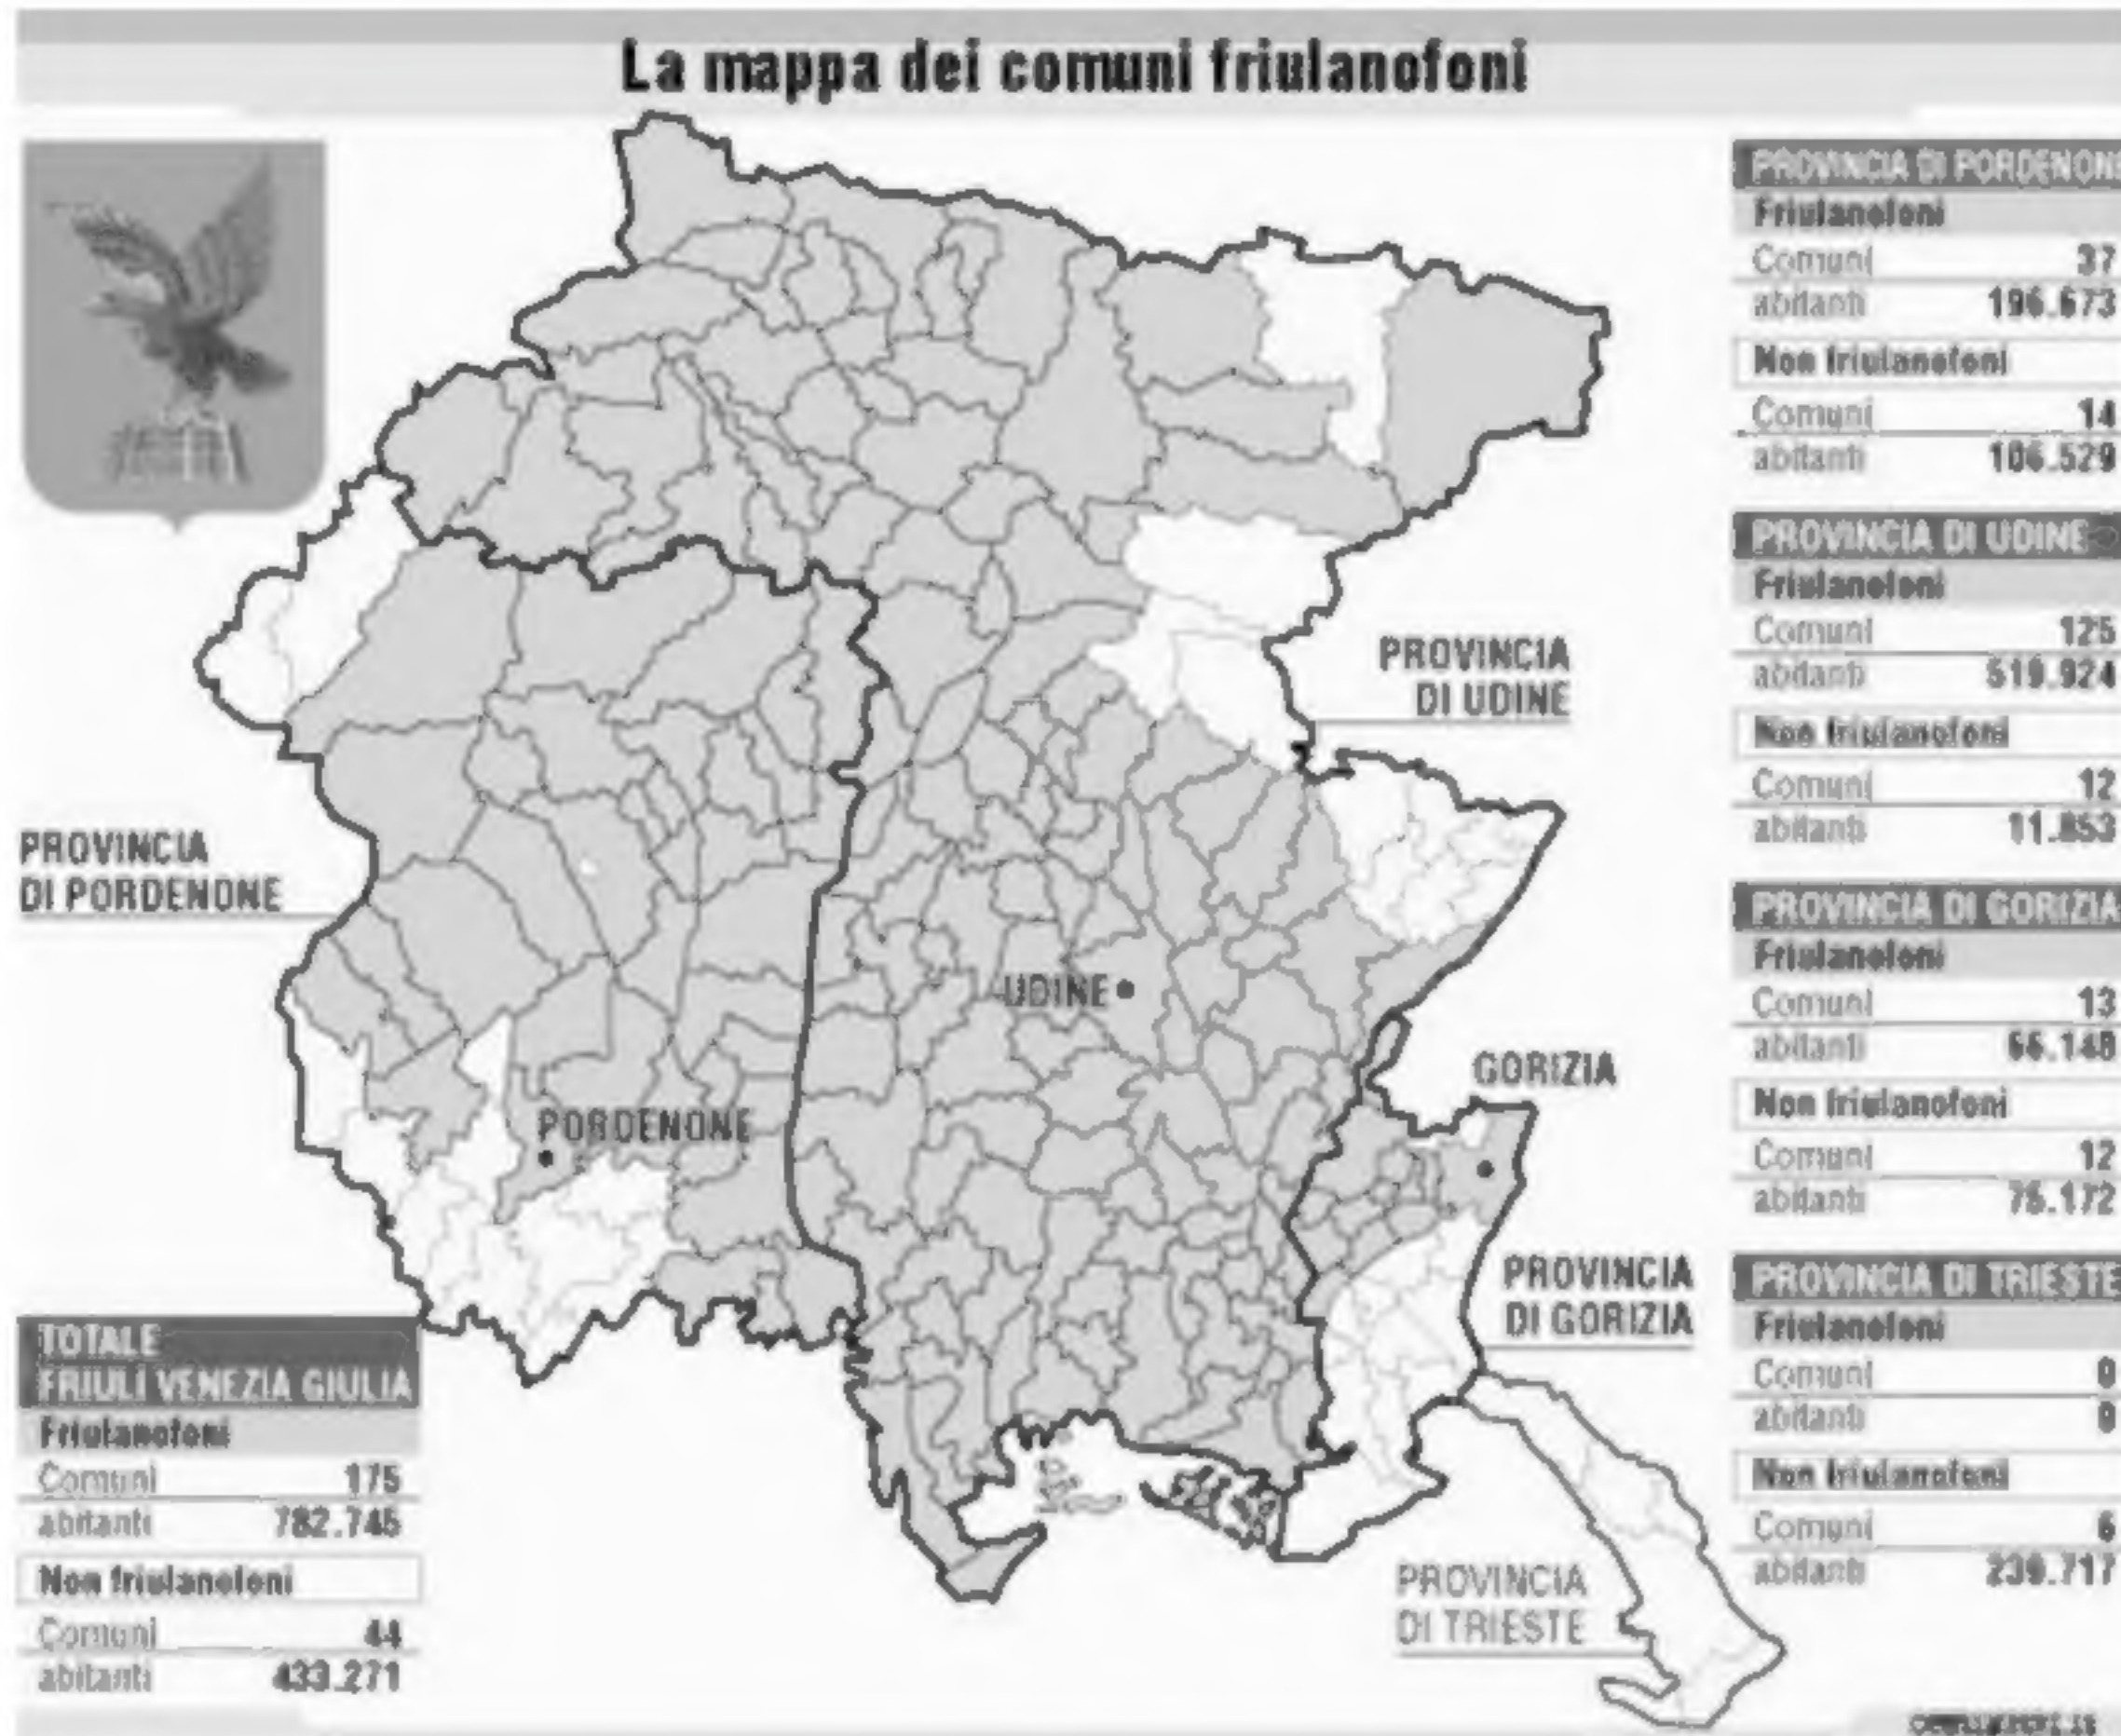 La mappa dei comuni friulanofoni
PROVINCIA DI PORDENONE
Friulanofoni
Comuni 37
abitanti 196.673
Non friulanofoni
Comuni 14
abitanti 106.529
PROVINCIA DI UDINE
Friulanofoni
Comuni 125
abitanti 519.924
Non friulanofoni
Comuni 12
abitanti 11.853
PROVINCIA DI GORIZIA
Friulanofoni
Comuni 13
abitanti 66.148
Non friulanofoni
Comuni 12
abitanti 75.172
PROVINCIA DI TRIESTE
Friulanofoni
Comuni 0
abitanti 0
Non friulanofoni
Comuni 6
abitanti 239.717
PROVINCIA
DI UDINE
PROVINCIA
DI PORDENONE
UDINE
GORIZIA
PORDENONE
PROVINCIA
DI GORIZIA
PROVINCIA
DI TRIESTE
TOTALE
FRIULI VENEZIA GIULIA
Friulanofoni
Comuni 175
abitanti 782.745
Non friulanofoni
Comuni 44
abitanti 433.271